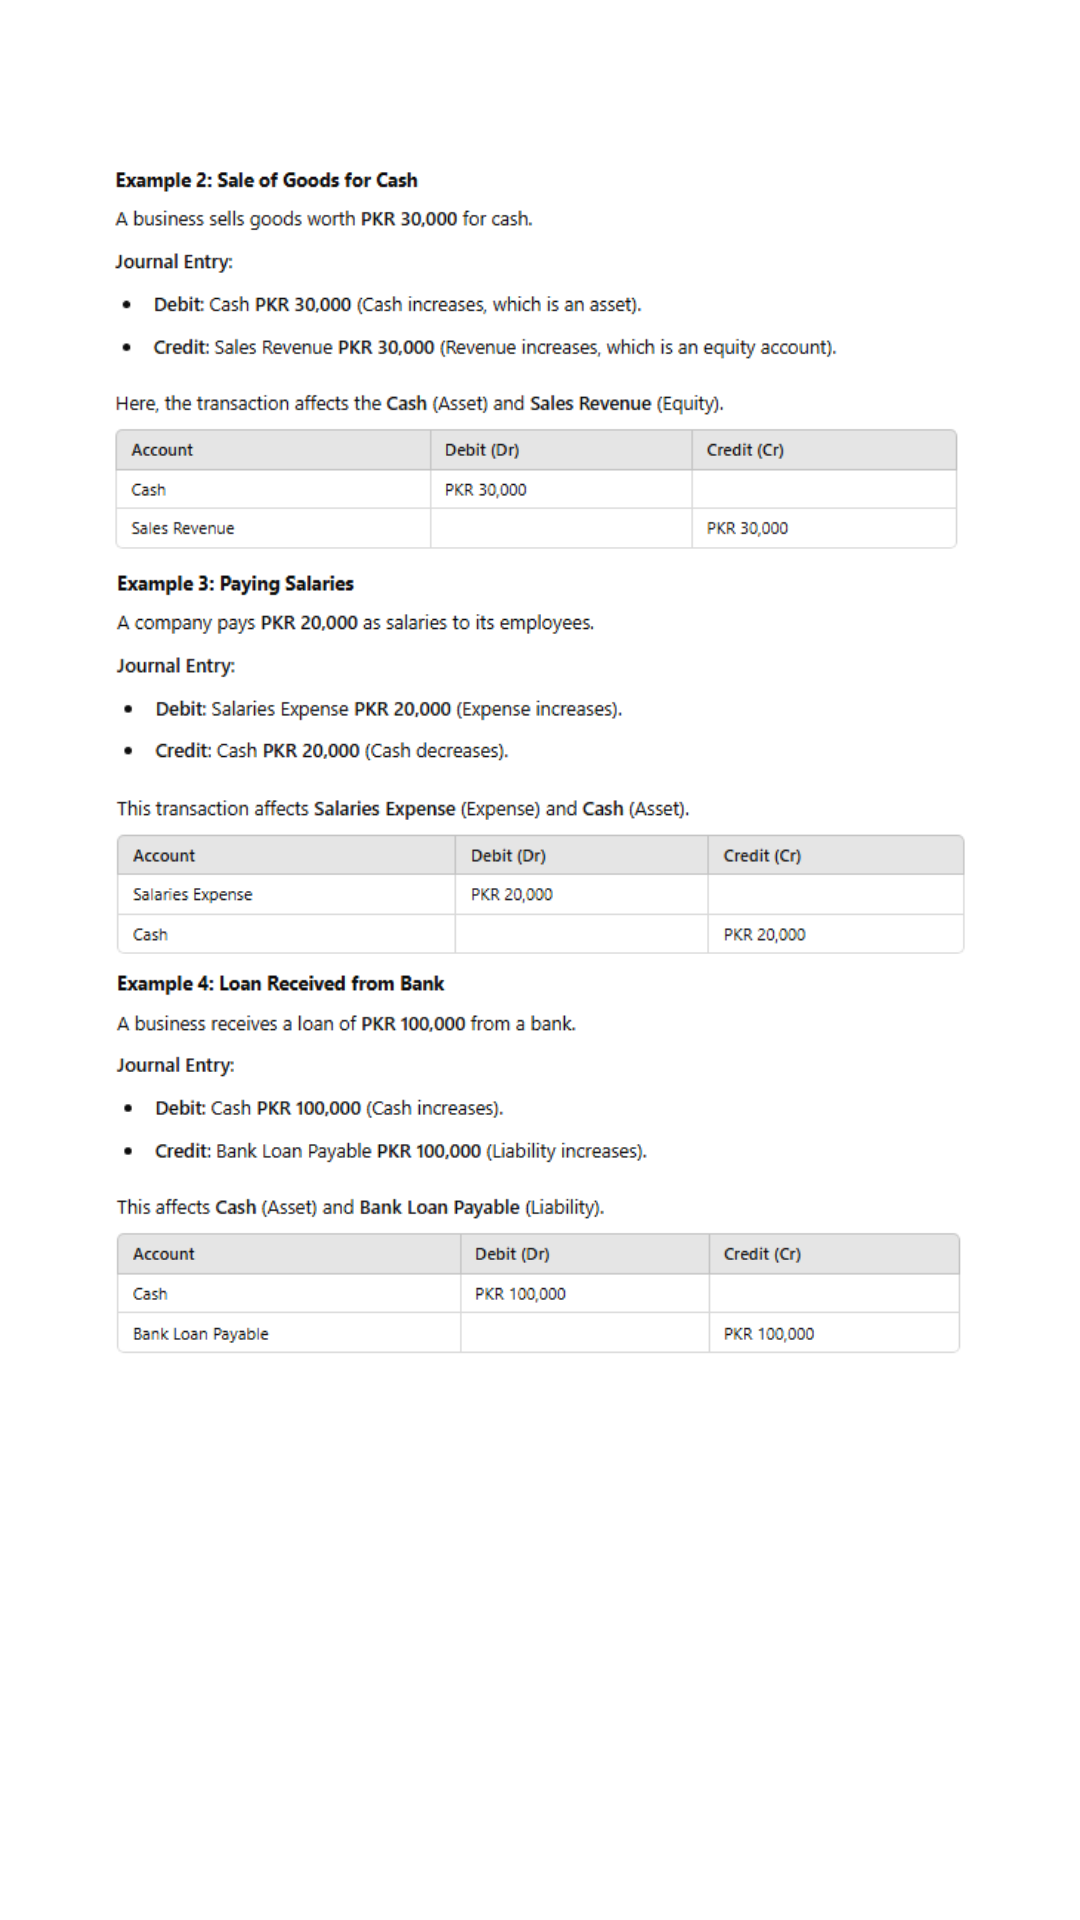 Example 2: Sale of Goods for Cash
A business sells goods worth PKR 30,000 for cash.
Journal Entry:
• Debit: Cash PKR 30,000 (Cash increases, which is an asset).
• Credit: Sales Revenue PKR 30,000 (Revenue increases, which is an equity account).
Here, the transaction affects the Cash (Asset) and Sales Revenue (Equity).
Account Debit (Dr) Credit (Cr)
Cash PKR 30,000
Sales Revenue PKR 30,000
Example 3: Paying Salaries
A company pays PKR 20,000 as salaries to its employees.
Journal Entry:
• Debit: Salaries Expense PKR 20,000 (Expense increases).
• Credit: Cash PKR 20,000 (Cash decreases).
This transaction affects Salaries Expense (Expense) and Cash (Asset).
Account Debit (Dr) Credit (Cr)
Salaries Expense PKR 20,000
Cash PKR 20,000
Example 4: Loan Received from Bank
A business receives a loan of PKR 100,000 from a bank.
Journal Entry:
• Debit: Cash PKR 100,000 (Cash increases).
• Credit: Bank Loan Payable PKR 100,000 (Liability increases).
This affects Cash (Asset) and Bank Loan Payable (Liability).
Account Debit (Dr) Credit (Cr)
Cash PKR 100,000
Bank Loan Payable PKR 100,000